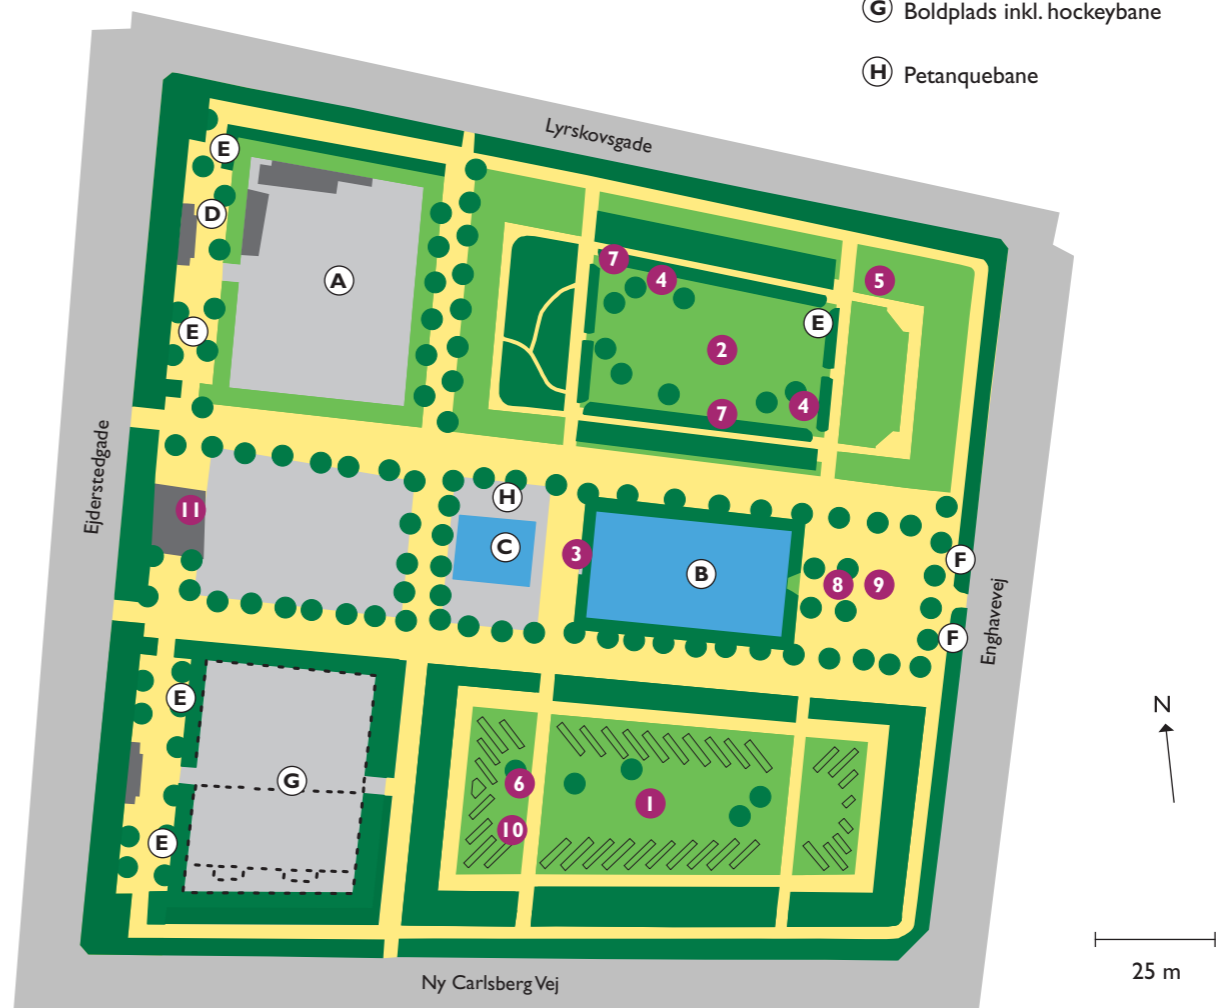 G Boldplads inkl. hockeybane
H Petanquebane
Lyrskovsgade
E
D
7
4
5
A
E
E
2
4
7
Ejderstedgade
11
H
C
3
B
8
9
F
F
Enghavevej
E
G
6
1
10
E
N
25 m
Ny Carlsberg Vej